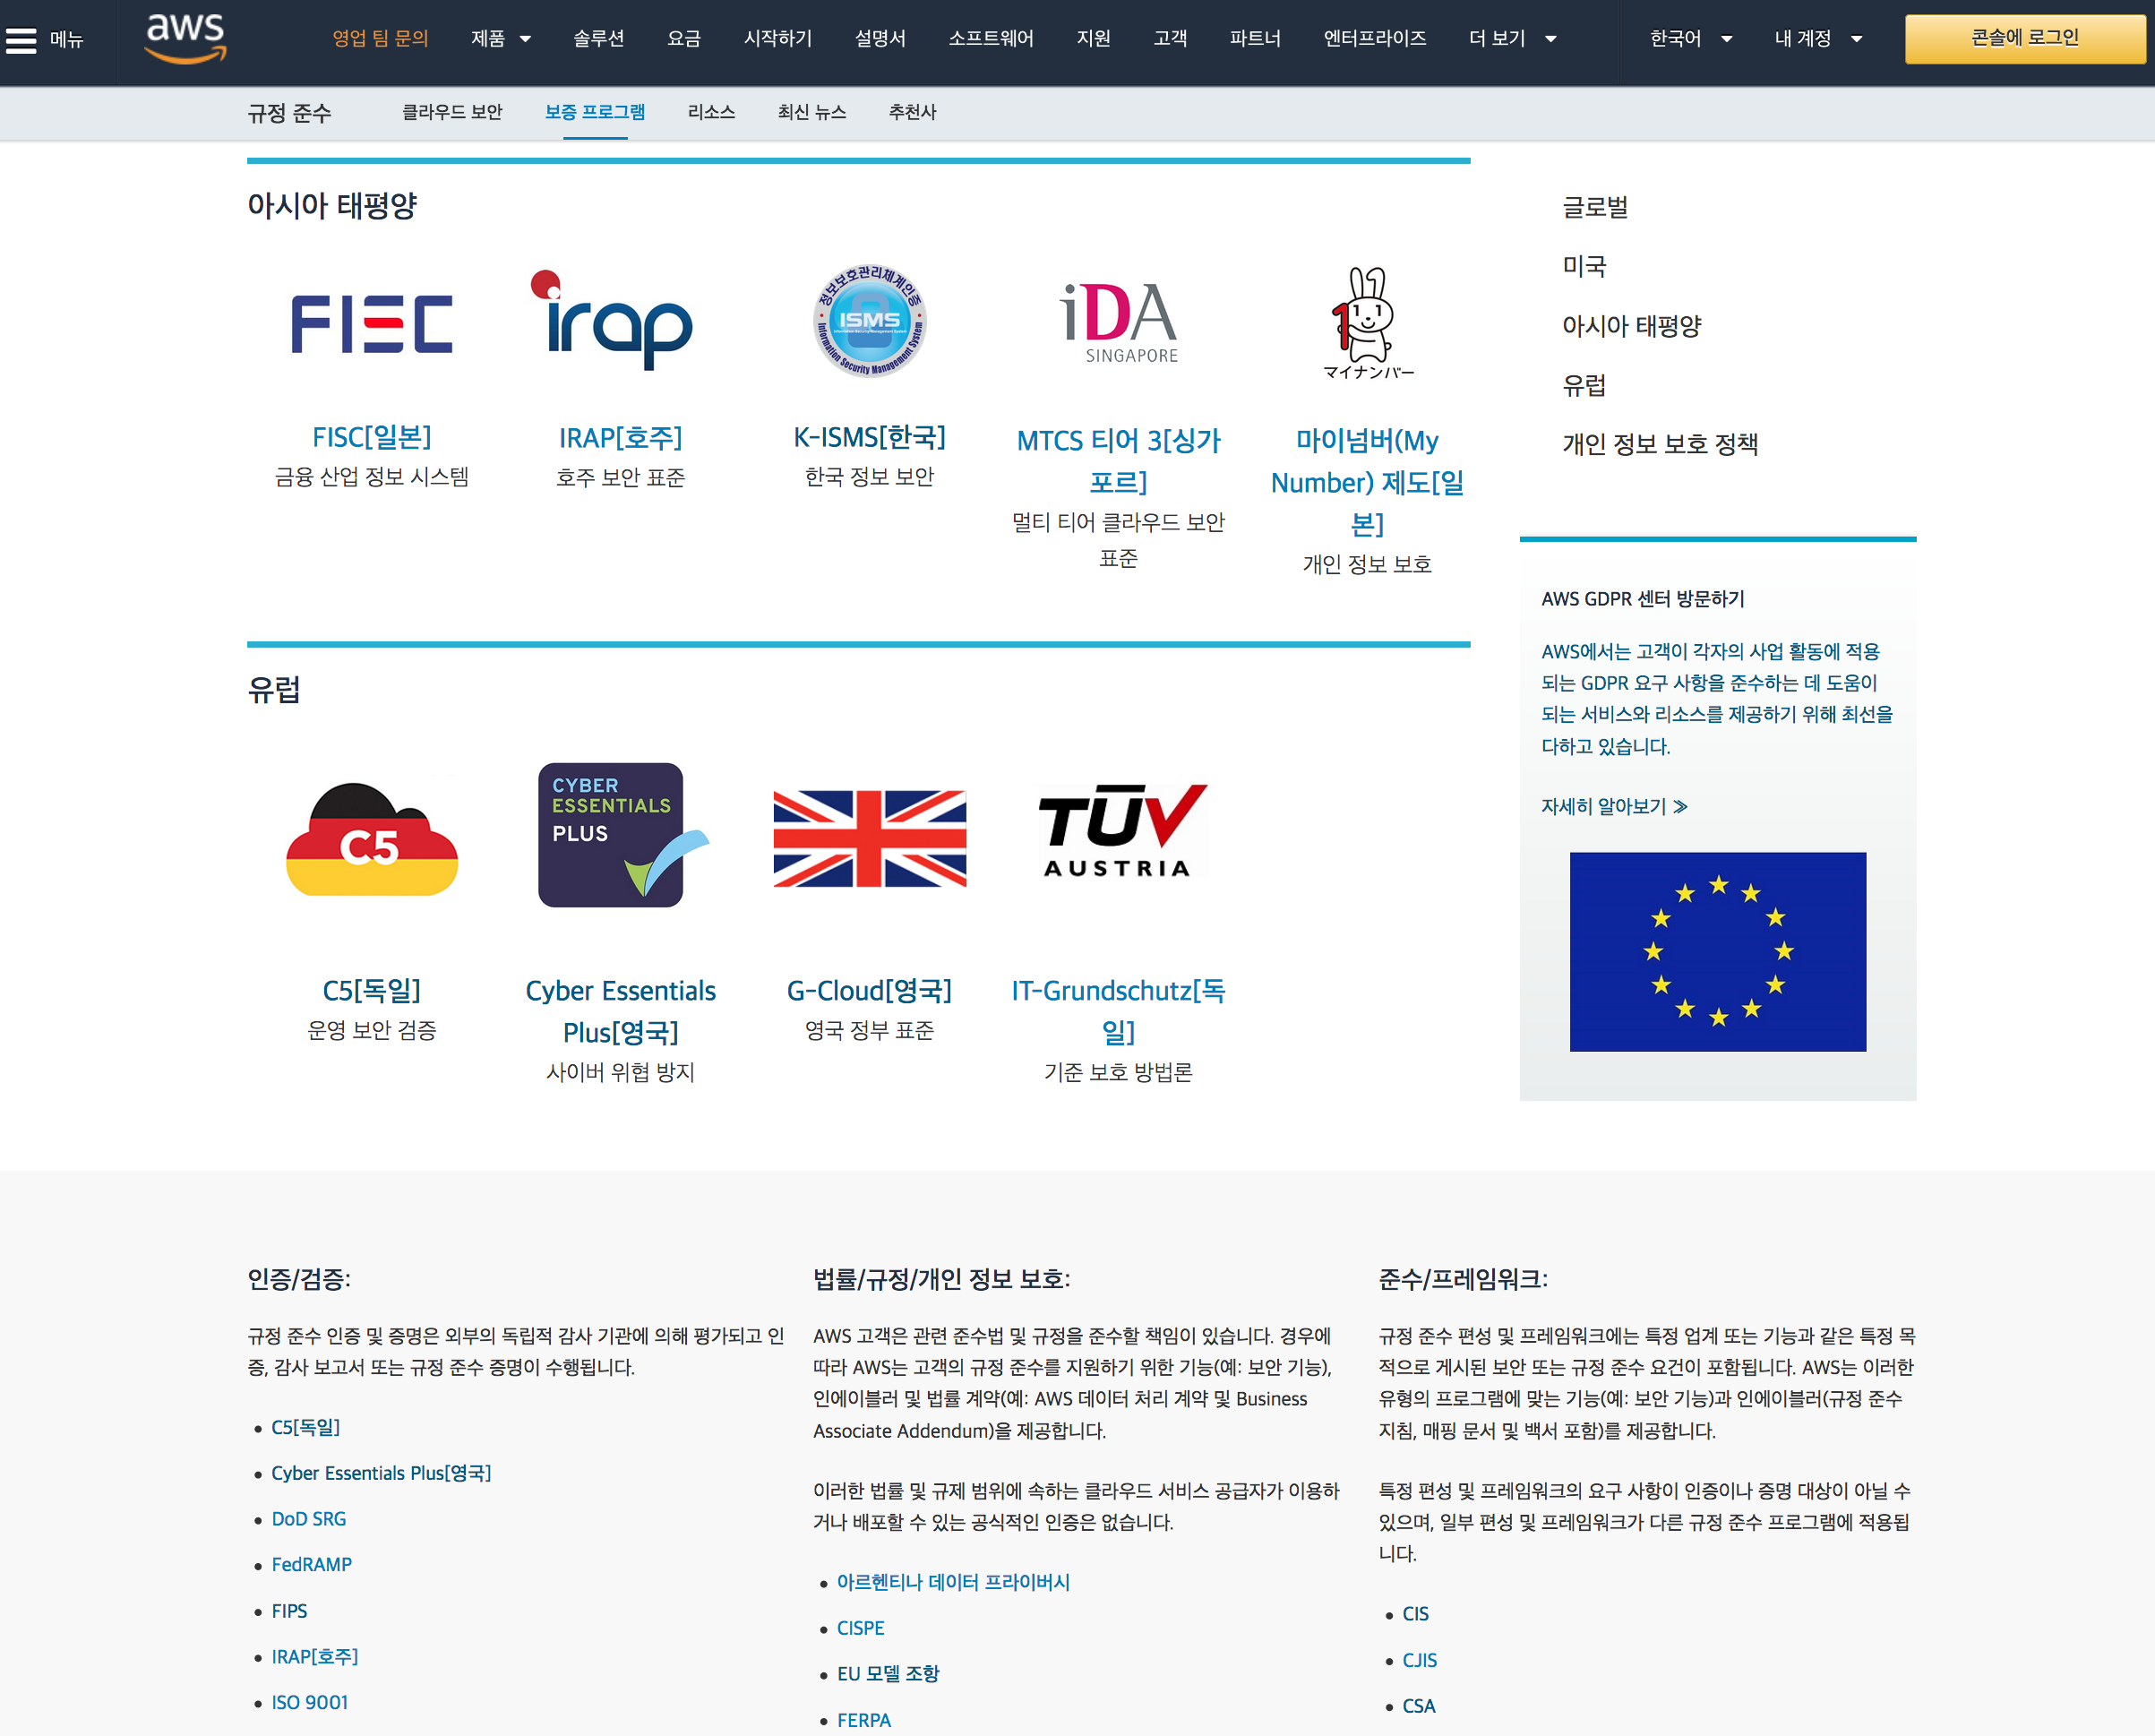 메뉴
aws
영업 팀 문의
제품
솔루션
요금
시작하기
설명서
소프트웨어
지원
고객
파트너
엔터프라이즈
더 보기
한국어
내 계정
콘솔에 로그인
규정 준수
클라우드 보안
보증 프로그램
리소스
최신 뉴스
추천사
아시아 태평양
FISC
irap
정보보호관리체계인증
ISMS
Information Security Management System
iDA
SINGAPORE
1
マイナンバー
FISC[일본]
금융 산업 정보 시스템
IRAP[호주]
호주 보안 표준
K-ISMS[한국]
한국 정보 보안
MTCS 티어 3[싱가
포르]
멀티 티어 클라우드 보안
표준
마이넘버(My
Number) 제도[일
본]
개인 정보 보호
유럽
C5
CYBER
ESSENTIALS
PLUS
TÜV
AUSTRIA
C5[독일]
운영 보안 검증
Cyber Essentials
Plus[영국]
사이버 위협 방지
G-Cloud[영국]
영국 정부 표준
IT-Grundschutz[독
일]
기준 보호 방법론
글로벌
미국
아시아 태평양
유럽
개인 정보 보호 정책
AWS GDPR 센터 방문하기
AWS에서는 고객이 각자의 사업 활동에 적용
되는 GDPR 요구 사항을 준수하는 데 도움이
되는 서비스와 리소스를 제공하기 위해 최선을
다하고 있습니다.
자세히 알아보기 ≫
인증/검증:
규정 준수 인증 및 증명은 외부의 독립적 감사 기관에 의해 평가되고 인
증, 감사 보고서 또는 규정 준수 증명이 수행됩니다.
• C5[독일]
• Cyber Essentials Plus[영국]
• DoD SRG
• FedRAMP
• FIPS
• IRAP[호주]
• ISO 9001
법률/규정/개인 정보 보호:
AWS 고객은 관련 준수법 및 규정을 준수할 책임이 있습니다. 경우에
따라 AWS는 고객의 규정 준수를 지원하기 위한 기능(예: 보안 기능),
인에이블러 및 법률 계약(예: AWS 데이터 처리 계약 및 Business
Associate Addendum)을 제공합니다.
이러한 법률 및 규제 범위에 속하는 클라우드 서비스 공급자가 이용하
거나 배포할 수 있는 공식적인 인증은 없습니다.
• 아르헨티나 데이터 프라이버시
• CISPE
• EU 모델 조항
• FERPA
준수/프레임워크:
규정 준수 편성 및 프레임워크에는 특정 업계 또는 기능과 같은 특정 목
적으로 게시된 보안 또는 규정 준수 요건이 포함됩니다. AWS는 이러한
유형의 프로그램에 맞는 기능(예: 보안 기능)과 인에이블러(규정 준수
지침, 매핑 문서 및 백서 포함)를 제공합니다.
특정 편성 및 프레임워크의 요구 사항이 인증이나 증명 대상이 아닐 수
있으며, 일부 편성 및 프레임워크가 다른 규정 준수 프로그램에 적용됩
니다.
• CIS
• CJIS
• CSA